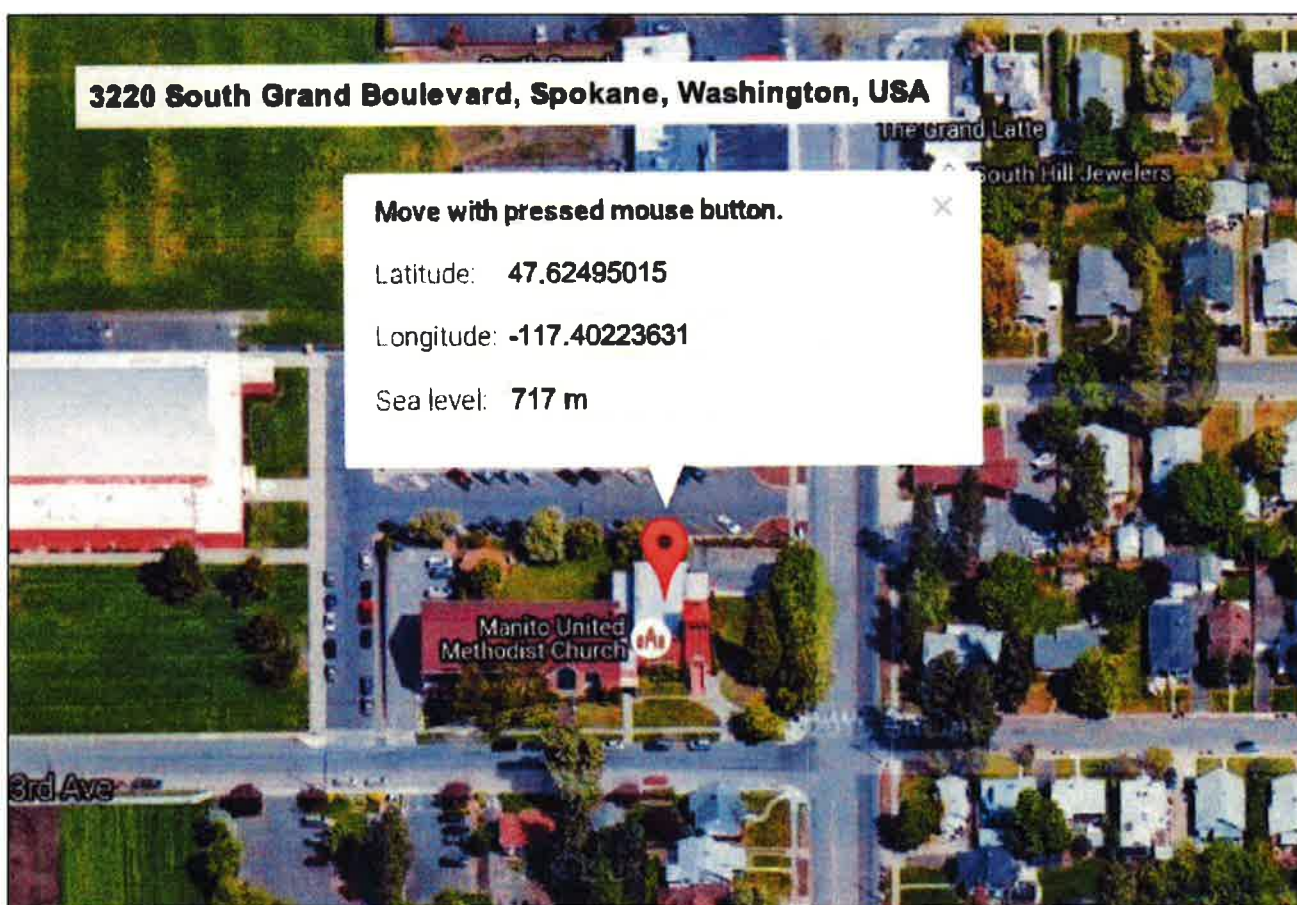 3220 South Grand Boulevard, Spokane, Washington, USA
The Grand Latte
South Hill Jewelers
Move with pressed mouse button.
Latitude: 47.62495015
Longitude: -117.40223631
Sea level: 717 m
Manito United
Methodist Church
3rd Ave